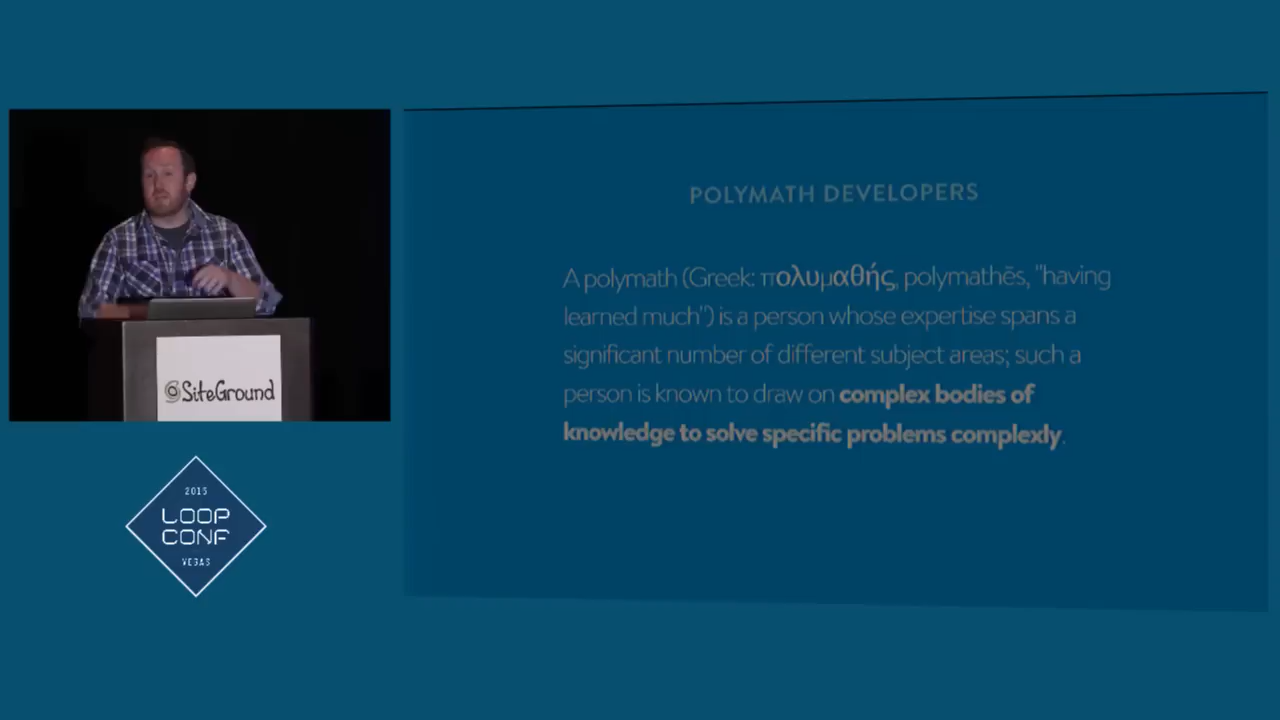 POLYMATH DEVELOPERS
A polymath (Greek: πολυμαθής, polymathēs, "having
learned much") is a person whose expertise spans a
significant number of different subject areas; such a
person is known to draw on complex bodies of
knowledge to solve specific problems complexly.
@SiteGround
2015
LOOP
CONF
VEGAS